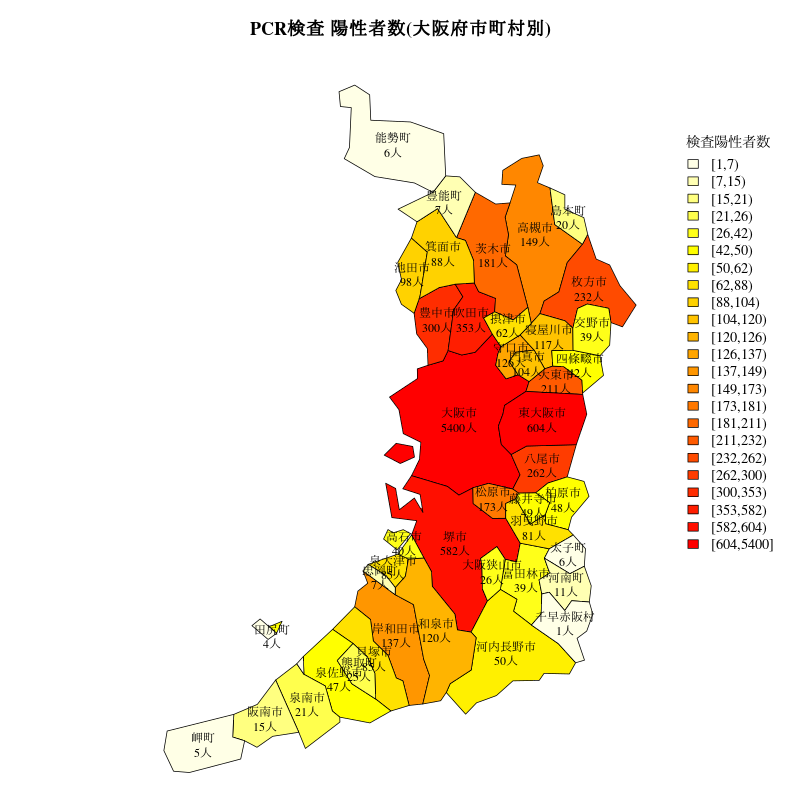 PCR検査 陽性者数(大阪府市町村別)
検査陽性者数
[1,7)
[7,15)
[15,21)
[21,26)
[26,42)
[42,50)
[50,62)
[62,88)
[88,104)
[104,120)
[120,126)
[126,137)
[137,149)
[149,173)
[173,181)
[181,211)
[211,232)
[232,262)
[262,300)
[300,353)
[353,582)
[582,604)
[604,5400]
能勢町
6人
豊能町
7人
島本町
20人
高槻市
149人
茨木市
181人
箕面市
88人
池田市
98人
枚方市
232人
豊中市
300人
吹田市
353人
摂津市
62人
寝屋川市
117人
交野市
39人
守口市
126人
門真市
104人
四條畷市
42人
大東市
211人
大阪市
5400人
東大阪市
604人
八尾市
262人
松原市
173人
藤井寺市
49人
柏原市
48人
羽曳野市
81人
高石市
40人
堺市
582人
太子町
6人
大阪狭山市
26人
富田林市
39人
河南町
11人
泉大津市
忠岡町
7人
千早赤阪村
1人
田尻町
4人
岸和田市
137人
和泉市
120人
河内長野市
50人
貝塚市
熊取町
泉佐野市
47人
泉南市
21人
阪南市
15人
岬町
5人